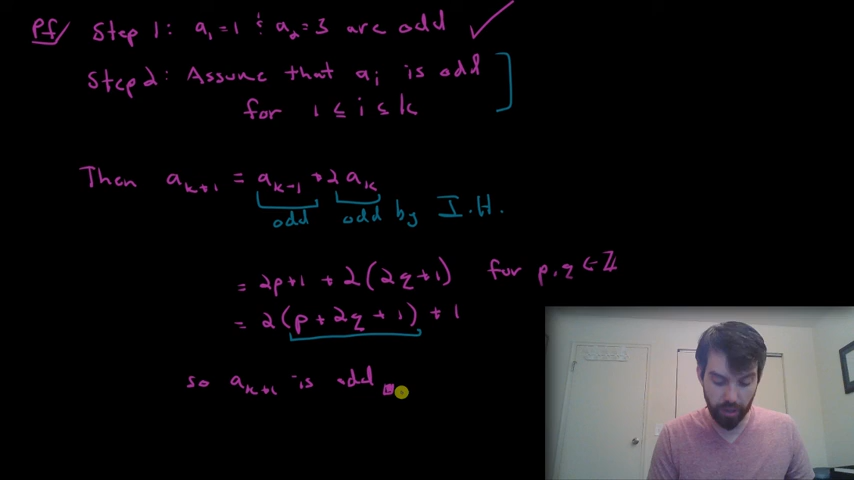 Pf/ Step 1: a₁ = 1 & a₂ = 3 are odd ✓
Step 2: Assume that aᵢ is odd
for 1 ≤ i ≤ k
Then aₖ₊₁ = aₖ₋₁ + 2 aₖ
odd odd by I.H.
= 2p+1 + 2(2q+1) for p,q ∈ ℤ
= 2(p + 2q + 1) + 1
so aₖ₊₁ is odd ■